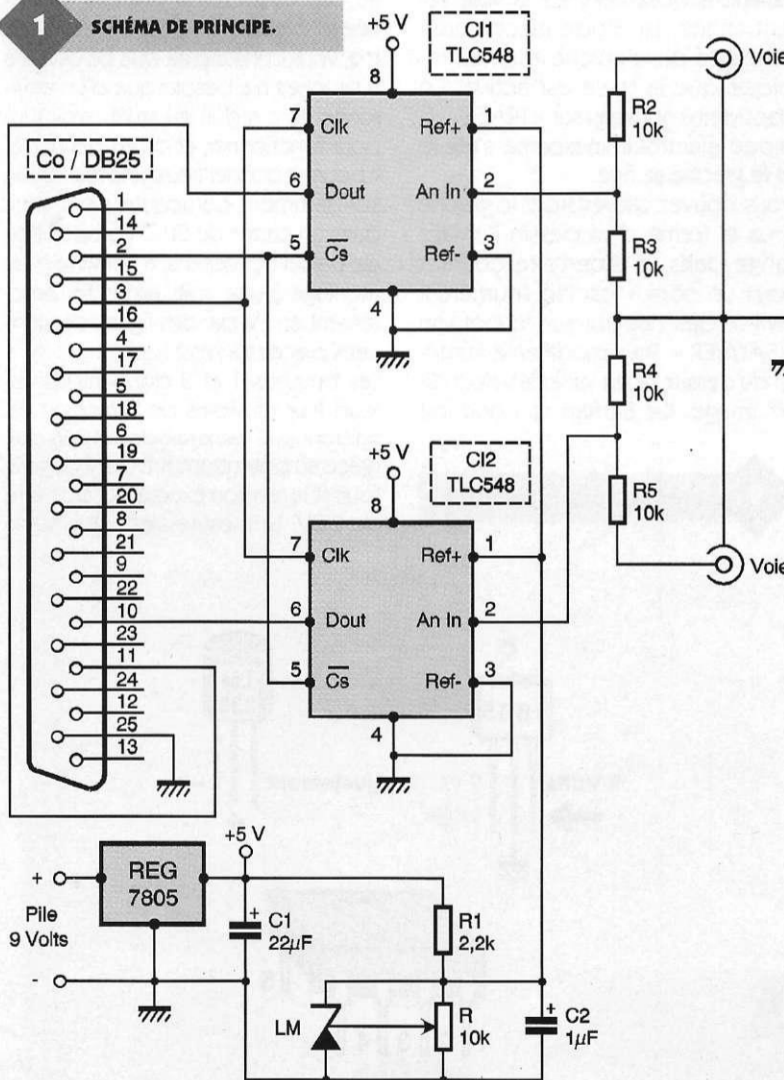 1 SCHÉMA DE PRINCIPE.
+5 V
CI1
TLC548
Voie
8
7 Clk Ref+ 1
R2
10k
Co / DB25
6 Dout An In 2
5 Cs Ref- 3
R3
10k
4
1
14
2
15
3
16
4
17
5
18
6
19
7
20
8
21
9
22
10
23
11
24
12
25
13
R4
10k
+5 V
CI2
TLC548
8
R5
10k
7 Clk Ref+ 1
Voie
6 Dout An In 2
5 Cs Ref- 3
4
+5 V
+
REG
7805
Pile
9 Volts
-
+
C1
22µF
R1
2,2k
LM
R
10k
+
C2
1µF